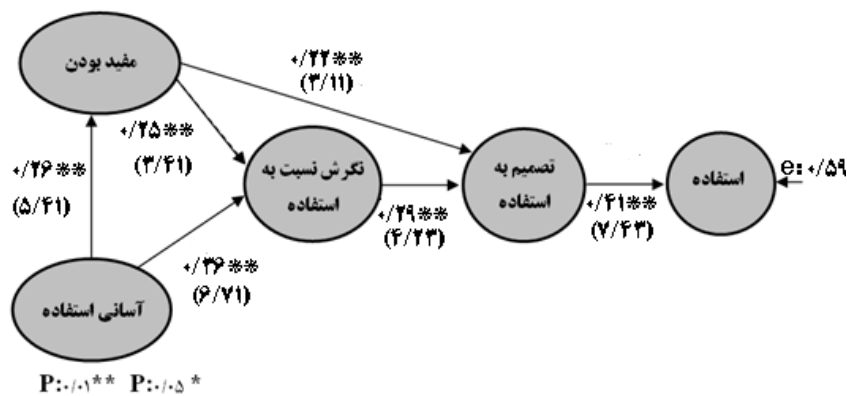 مفید بودن
۰/۲۲**
(۳/۱۱)
۰/۲۵**
(۳/۴۱)
۰/۲۶**
(۵/۴۱)
نگرش نسبت به
استفاده
تصمیم به
استفاده
استفاده
e: ۰/۵۹
۰/۲۹**
(۴/۲۳)
۰/۴۱**
(۷/۴۳)
۰/۳۶**
(۶/۷۱)
آسانی استفاده
P:۰/۰۱** P:۰/۰۵ *